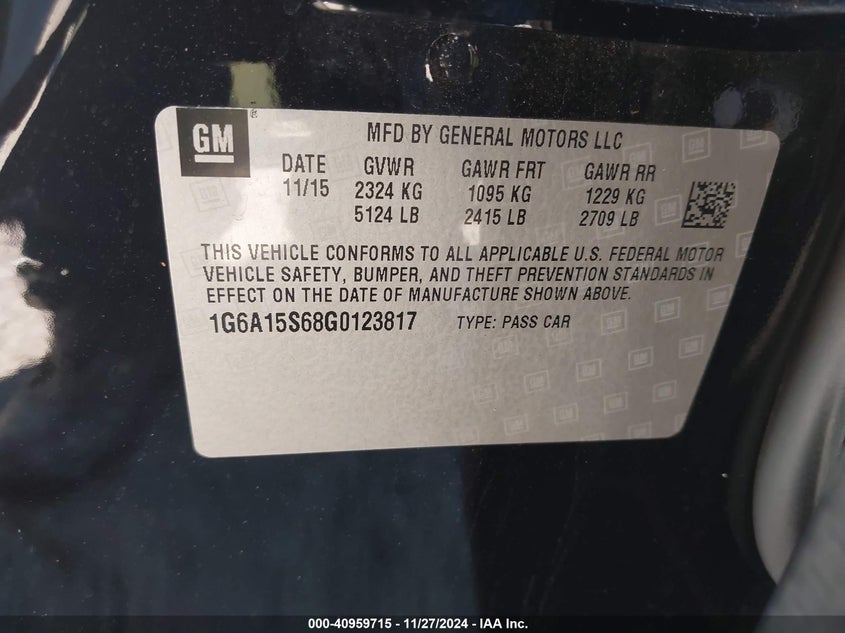 GM
MFD BY GENERAL MOTORS LLC
DATE GVWR GAWR FRT GAWR RR
11/15 2324 KG 1095 KG 1229 KG
5124 LB 2415 LB 2709 LB
THIS VEHICLE CONFORMS TO ALL APPLICABLE U.S. FEDERAL MOTOR
VEHICLE SAFETY, BUMPER, AND THEFT PREVENTION STANDARDS IN
EFFECT ON THE DATE OF MANUFACTURE SHOWN ABOVE.
1G6A15S68G0123817 TYPE: PASS CAR
000-40959715 - 11/27/2024 - IAA Inc.